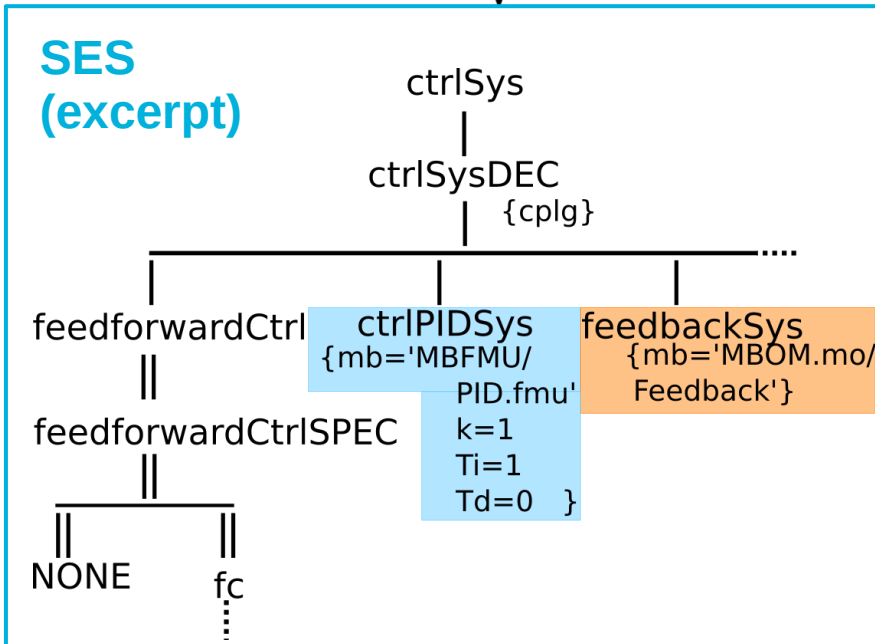 SES
(excerpt)
ctrlSys
ctrlSysDEC
{cplg}
feedforwardCtrl
ctrlPIDSys
{mb='MBFMU/
PID.fmu'
k=1
Ti=1
Td=0 }
feedbackSys
{mb='MBOM.mo/
Feedback'}
feedforwardCtrlSPEC
NONE
fc